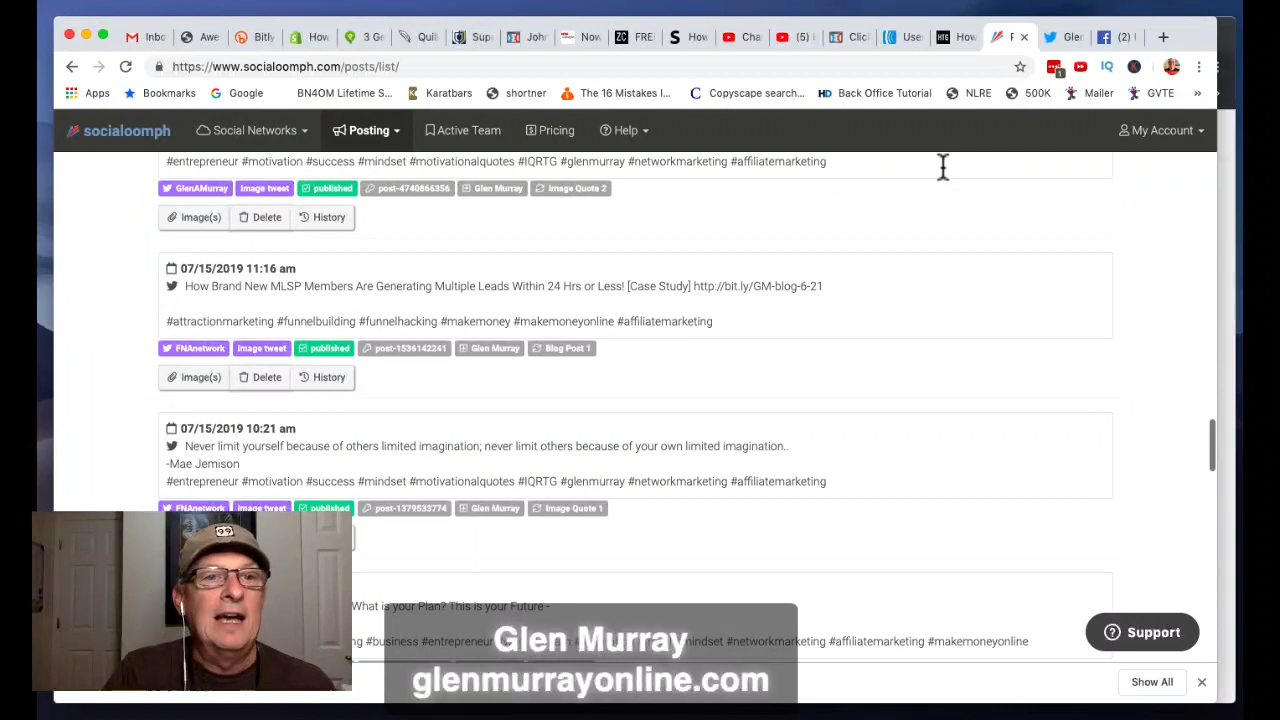 Inbo
Awe
Bitly
How
3 G
Quil
Sup
John
Now
FRE
How
Cha
(5)
Clic
Use
How
F
Gler
(2)
https://www.socialoomph.com/posts/list/
1
Apps
Bookmarks
Google
BN4OM Lifetime S...
Karatbars
shortner
The 16 Mistakes I...
Copyscape search...
Back Office Tutorial
NLRE
500K
Mailer
GVTE
»
socialoomph
Social Networks
Posting
Active Team
Pricing
Help
My Account
#entrepreneur #motivation #success #mindset #motivationalquotes #IQRTG #glenmurray #networkmarketing #affiliatemarketing
GlenAMurray Image tweet published post-4740866356 Glen Murray Image Quote 2
Image(s) Delete History
07/15/2019 11:16 am
How Brand New MLSP Members Are Generating Multiple Leads Within 24 Hrs or Less! [Case Study] http://bit.ly/GM-blog-6-21
#attractionmarketing #funnelbuilding #funnelhacking #makemoney #makemoneyonline #affiliatemarketing
FNAnetwork Image tweet published post-1536142241 Glen Murray Blog Post 1
Image(s) Delete History
07/15/2019 10:21 am
Never limit yourself because of others limited imagination; never limit others because of your own limited imagination..
-Mae Jemison
#entrepreneur #motivation #success #mindset #motivationalquotes #IQRTG #glenmurray #networkmarketing #affiliatemarketing
FNAnetwork Image tweet published post-1379533774 Glen Murray Image Quote 1
What is your Plan? This is your Future -
#business #networkmarketing #affiliatemarketing #makemoneyonline
Support
Glen Murray
glenmurrayonline.com
Show All